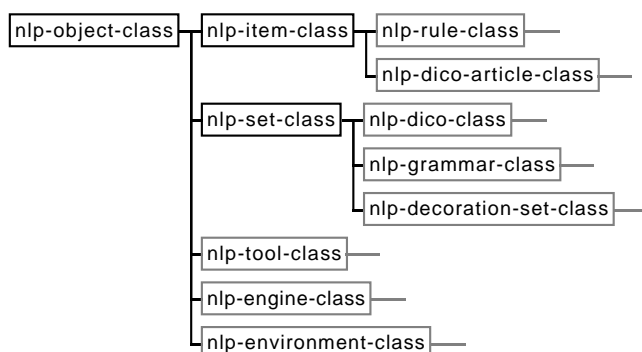 nlp-object-class nlp-item-class nlp-rule-class
nlp-dico-article-class
nlp-set-class nlp-dico-class
nlp-grammar-class
nlp-decoration-set-class
nlp-tool-class
nlp-engine-class
nlp-environment-class